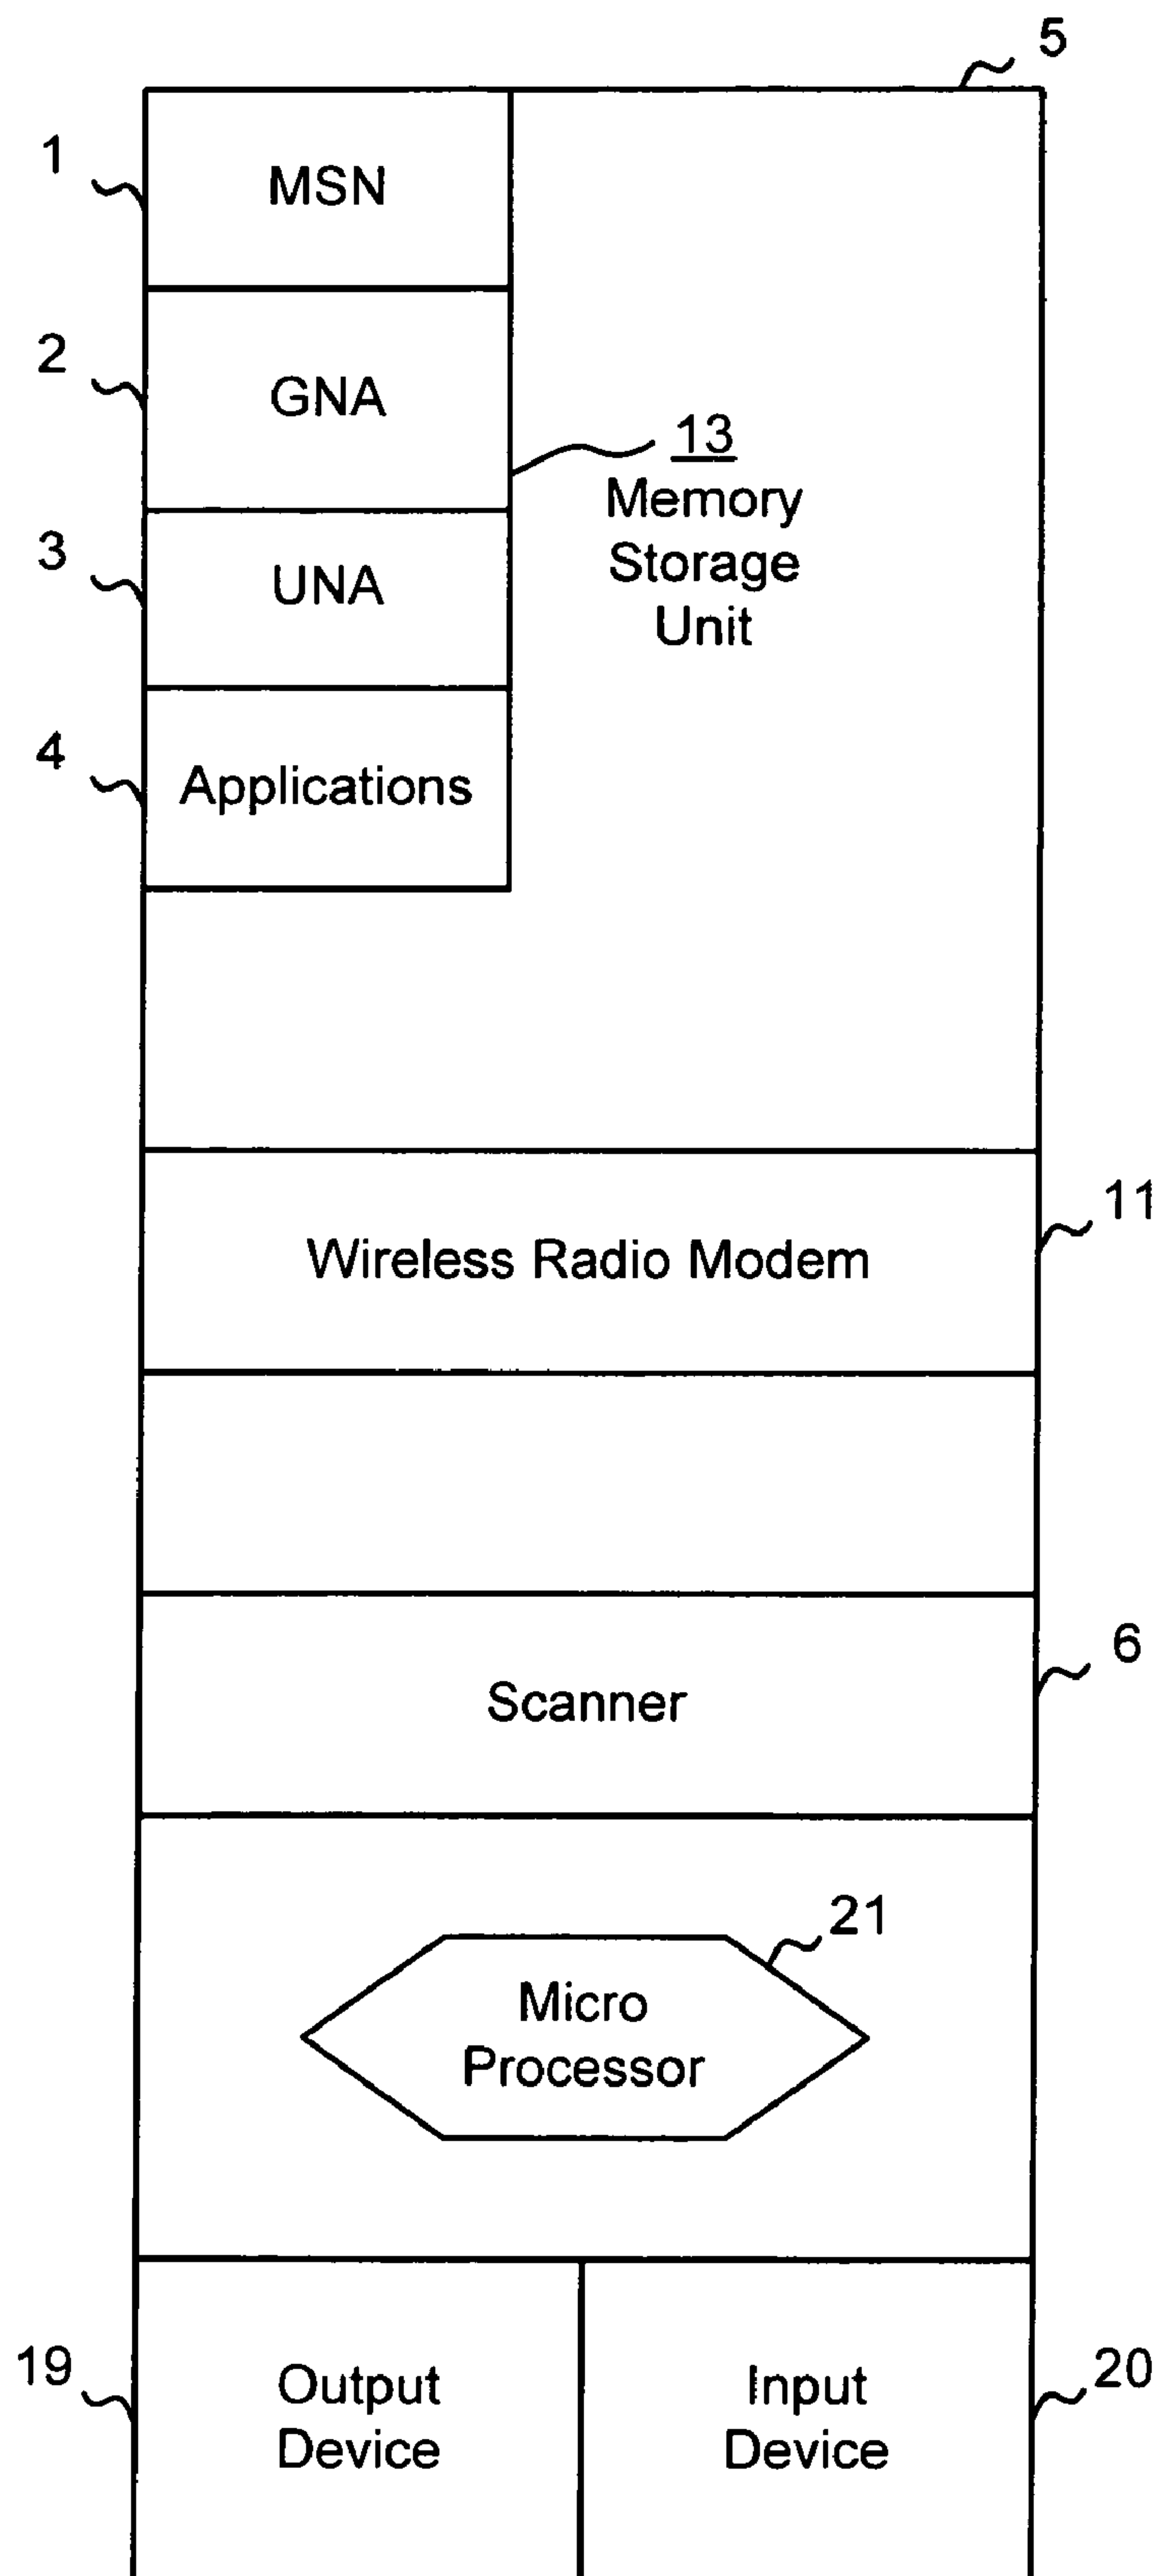 5
1
MSN
2
GNA
13
Memory
Storage
Unit
3
UNA
4
Applications
11
Wireless Radio Modem
6
Scanner
21
Micro
Processor
19
Output
Device
20
Input
Device